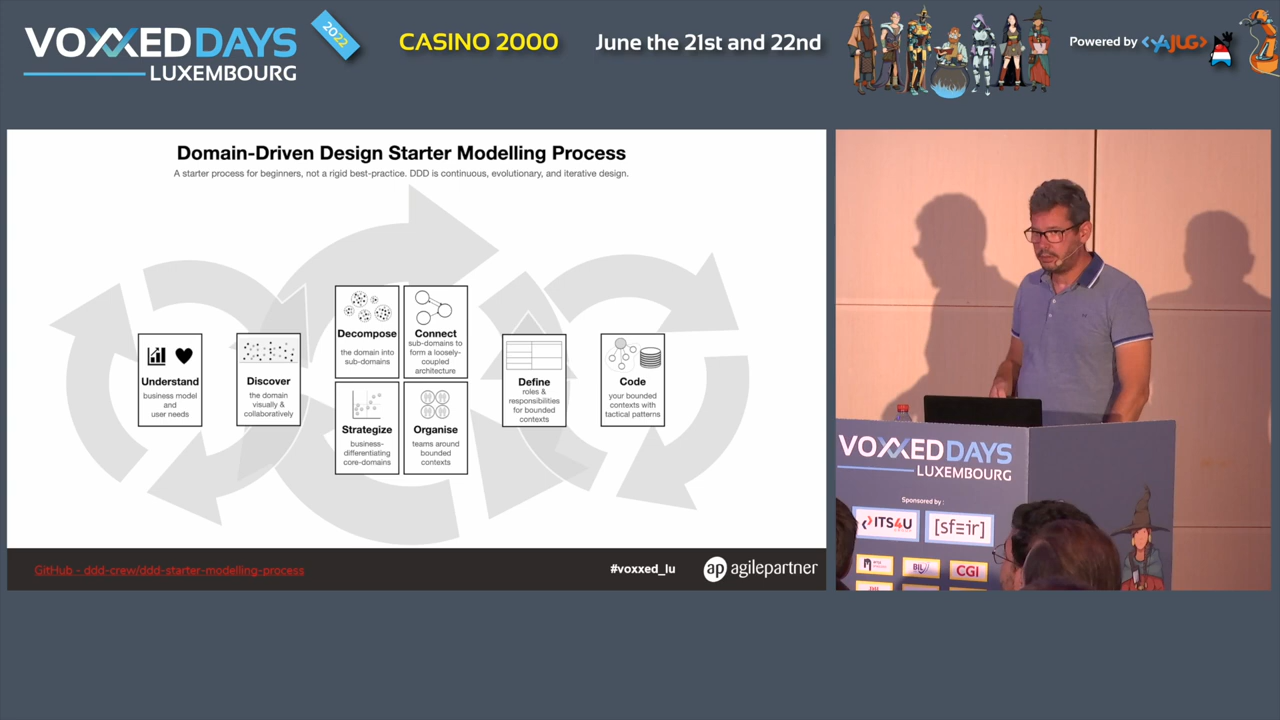 VOXXED DAYS
LUXEMBOURG
2022
CASINO 2000
June the 21st and 22nd
Powered by <YAJUG>
Domain-Driven Design Starter Modelling Process
A starter process for beginners, not a rigid best-practice. DDD is continuous, evolutionary, and iterative design.
Understand
business model
and
user needs
Discover
the domain
visually &
collaboratively
Decompose
the domain into
sub-domains
Connect
sub-domains to
form a loosely-
coupled
architecture
Strategize
business-
differentiating
core-domains
Organise
teams around
bounded
contexts
Define
roles &
responsibilities
for bounded
contexts
Code
your bounded
contexts with
tactical patterns
GitHub - ddd-crew/ddd-starter-modelling-process
#voxxed_lu
ap agilepartner
VOXXED DAYS
LUXEMBOURG
Sponsored by :
ITS4U
[sfeir]
BIL
CGI